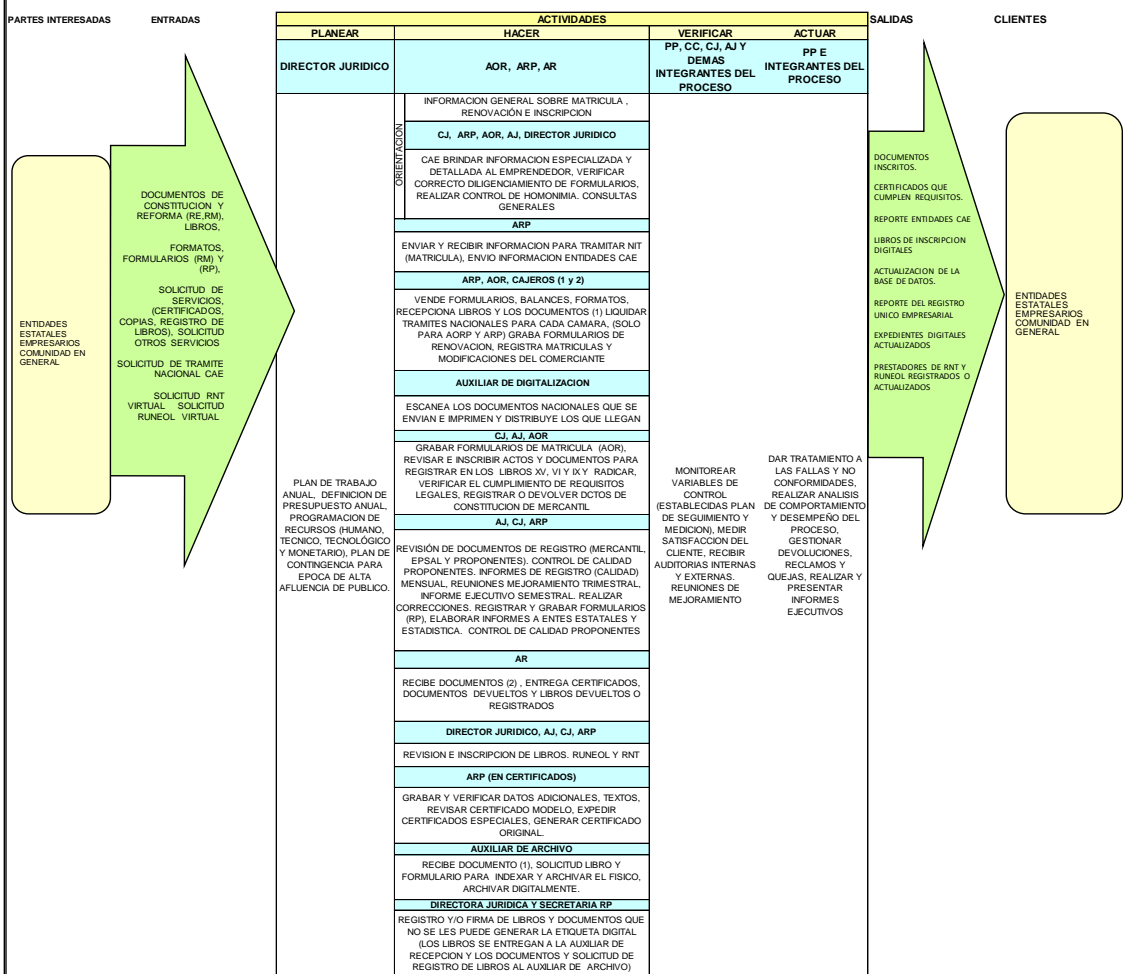 PARTES INTERESADAS
ENTRADAS
ACTIVIDADES
SALIDAS
CLIENTES
PLANEAR
HACER
VERIFICAR
ACTUAR
DIRECTOR JURIDICO
AOR, ARP, AR
PP, CC, CJ, AJ Y
DEMAS
INTEGRANTES DEL
PROCESO
PP E
INTEGRANTES DEL
PROCESO
ENTIDADES
ESTATALES
EMPRESARIOS
COMUNIDAD EN
GENERAL
DOCUMENTOS DE
CONSTITUCION Y
REFORMA (RE,RM),
LIBROS,
FORMATOS,
FORMULARIOS (RM) Y
(RP),
SOLICITUD DE
SERVICIOS,
(CERTIFICADOS,
COPIAS, REGISTRO DE
LIBROS), SOLICITUD
OTROS SERVICIOS
SOLICITUD DE TRAMITE
NACIONAL CAE
SOLICITUD RNT
VIRTUAL SOLICITUD
RUNEOL VIRTUAL
PLAN DE TRABAJO
ANUAL, DEFINICION DE
PRESUPUESTO ANUAL,
PROGRAMACION DE
RECURSOS (HUMANO,
TECNICO, TECNOLÓGICO
Y MONETARIO), PLAN DE
CONTINGENCIA PARA
EPOCA DE ALTA
AFLUENCIA DE PUBLICO.
ORIENTACION
INFORMACION GENERAL SOBRE MATRICULA ,
RENOVACIÓN E INSCRIPCION
CJ, ARP, AOR, AJ, DIRECTOR JURIDICO
CAE BRINDAR INFORMACION ESPECIALIZADA Y
DETALLADA AL EMPRENDEDOR, VERIFICAR
CORRECTO DILIGENCIAMIENTO DE FORMULARIOS,
REALIZAR CONTROL DE HOMONIMIA. CONSULTAS
GENERALES
ARP
ENVIAR Y RECIBIR INFORMACION PARA TRAMITAR NIT
(MATRICULA), ENVIO INFORMACION ENTIDADES CAE
ARP, AOR, CAJEROS (1 y 2)
VENDE FORMULARIOS, BALANCES, FORMATOS,
RECEPCIONA LIBROS Y LOS DOCUMENTOS (1) LIQUIDAR
TRAMITES NACIONALES PARA CADA CAMARA, (SOLO
PARA AORP Y ARP) GRABA FORMULARIOS DE
RENOVACION, REGISTRA MATRICULAS Y
MODIFICACIONES DEL COMERCIANTE
AUXILIAR DE DIGITALIZACION
ESCANEA LOS DOCUMENTOS NACIONALES QUE SE
ENVIAN E IMPRIMEN Y DISTRIBUYE LOS QUE LLEGAN
CJ, AJ, AOR
GRABAR FORMULARIOS DE MATRICULA (AOR),
REVISAR E INSCRIBIR ACTOS Y DOCUMENTOS PARA
REGISTRAR EN LOS LIBROS XV, VI Y IX Y RADICAR,
VERIFICAR EL CUMPLIMIENTO DE REQUISITOS
LEGALES, REGISTRAR O DEVOLVER DCTOS DE
CONSTITUCION DE MERCANTIL
AJ, CJ, ARP
REVISIÓN DE DOCUMENTOS DE REGISTRO (MERCANTIL,
EPSAL Y PROPONENTES). CONTROL DE CALIDAD
PROPONENTES. INFORMES DE REGISTRO (CALIDAD)
MENSUAL, REUNIONES MEJORAMIENTO TRIMESTRAL,
INFORME EJECUTIVO SEMESTRAL. REALIZAR
CORRECCIONES. REGISTRAR Y GRABAR FORMULARIOS
(RP), ELABORAR INFORMES A ENTES ESTATALES Y
ESTADISTICA. CONTROL DE CALIDAD PROPONENTES
AR
RECIBE DOCUMENTOS (2) , ENTREGA CERTIFICADOS,
DOCUMENTOS DEVUELTOS Y LIBROS DEVUELTOS O
REGISTRADOS
DIRECTOR JURIDICO, AJ, CJ, ARP
REVISION E INSCRIPCION DE LIBROS. RUNEOL Y RNT
ARP (EN CERTIFICADOS)
GRABAR Y VERIFICAR DATOS ADICIONALES, TEXTOS,
REVISAR CERTIFICADO MODELO, EXPEDIR
CERTIFICADOS ESPECIALES, GENERAR CERTIFICADO
ORIGINAL.
AUXILIAR DE ARCHIVO
RECIBE DOCUMENTO (1), SOLICITUD LIBRO Y
FORMULARIO PARA INDEXAR Y ARCHIVAR EL FISICO,
ARCHIVAR DIGITALMENTE.
DIRECTORA JURIDICA Y SECRETARIA RP
REGISTRO Y/O FIRMA DE LIBROS Y DOCUMENTOS QUE
NO SE LES PUEDE GENERAR LA ETIQUETA DIGITAL
(LOS LIBROS SE ENTREGAN A LA AUXILIAR DE
RECEPCION Y LOS DOCUMENTOS Y SOLICITUD DE
REGISTRO DE LIBROS AL AUXILIAR DE ARCHIVO)
MONITOREAR
VARIABLES DE
CONTROL
(ESTABLECIDAS PLAN
DE SEGUIMIENTO Y
MEDICION), MEDIR
SATISFACCION DEL
CLIENTE, RECIBIR
AUDITORIAS INTERNAS
Y EXTERNAS.
REUNIONES DE
MEJORAMIENTO
DAR TRATAMIENTO A
LAS FALLAS Y NO
CONFORMIDADES,
REALIZAR ANALISIS
DE COMPORTAMIENTO
Y DESEMPEÑO DEL
PROCESO,
GESTIONAR
DEVOLUCIONES,
RECLAMOS Y
QUEJAS, REALIZAR Y
PRESENTAR
INFORMES
EJECUTIVOS
DOCUMENTOS
INSCRITOS.
CERTIFICADOS QUE
CUMPLEN REQUISITOS.
REPORTE ENTIDADES CAE
LIBROS DE INSCRIPCION
DIGITALES
ACTUALIZACION DE LA
BASE DE DATOS.
REPORTE DEL REGISTRO
UNICO EMPRESARIAL
EXPEDIENTES DIGITALES
ACTUALIZADOS
PRESTADORES DE RNT Y
RUNEOL REGISTRADOS O
ACTUALIZADOS
ENTIDADES
ESTATALES
EMPRESARIOS
COMUNIDAD EN
GENERAL